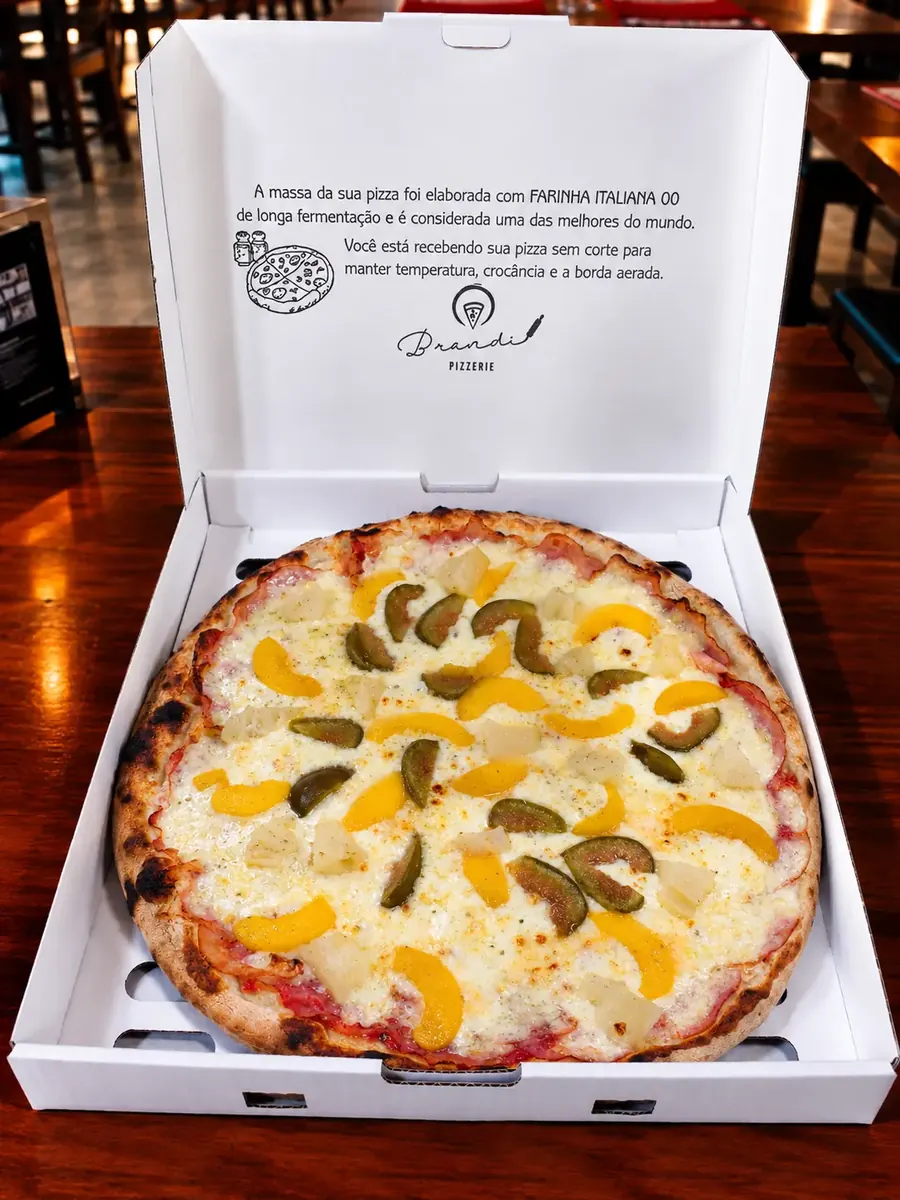 A massa da sua pizza foi elaborada com FARINHA ITALIANA 00
de longa fermentação e é considerada uma das melhores do mundo.
Você está recebendo sua pizza sem corte para
manter temperatura, crocância e a borda aerada.
Brandi
PIZZERIE